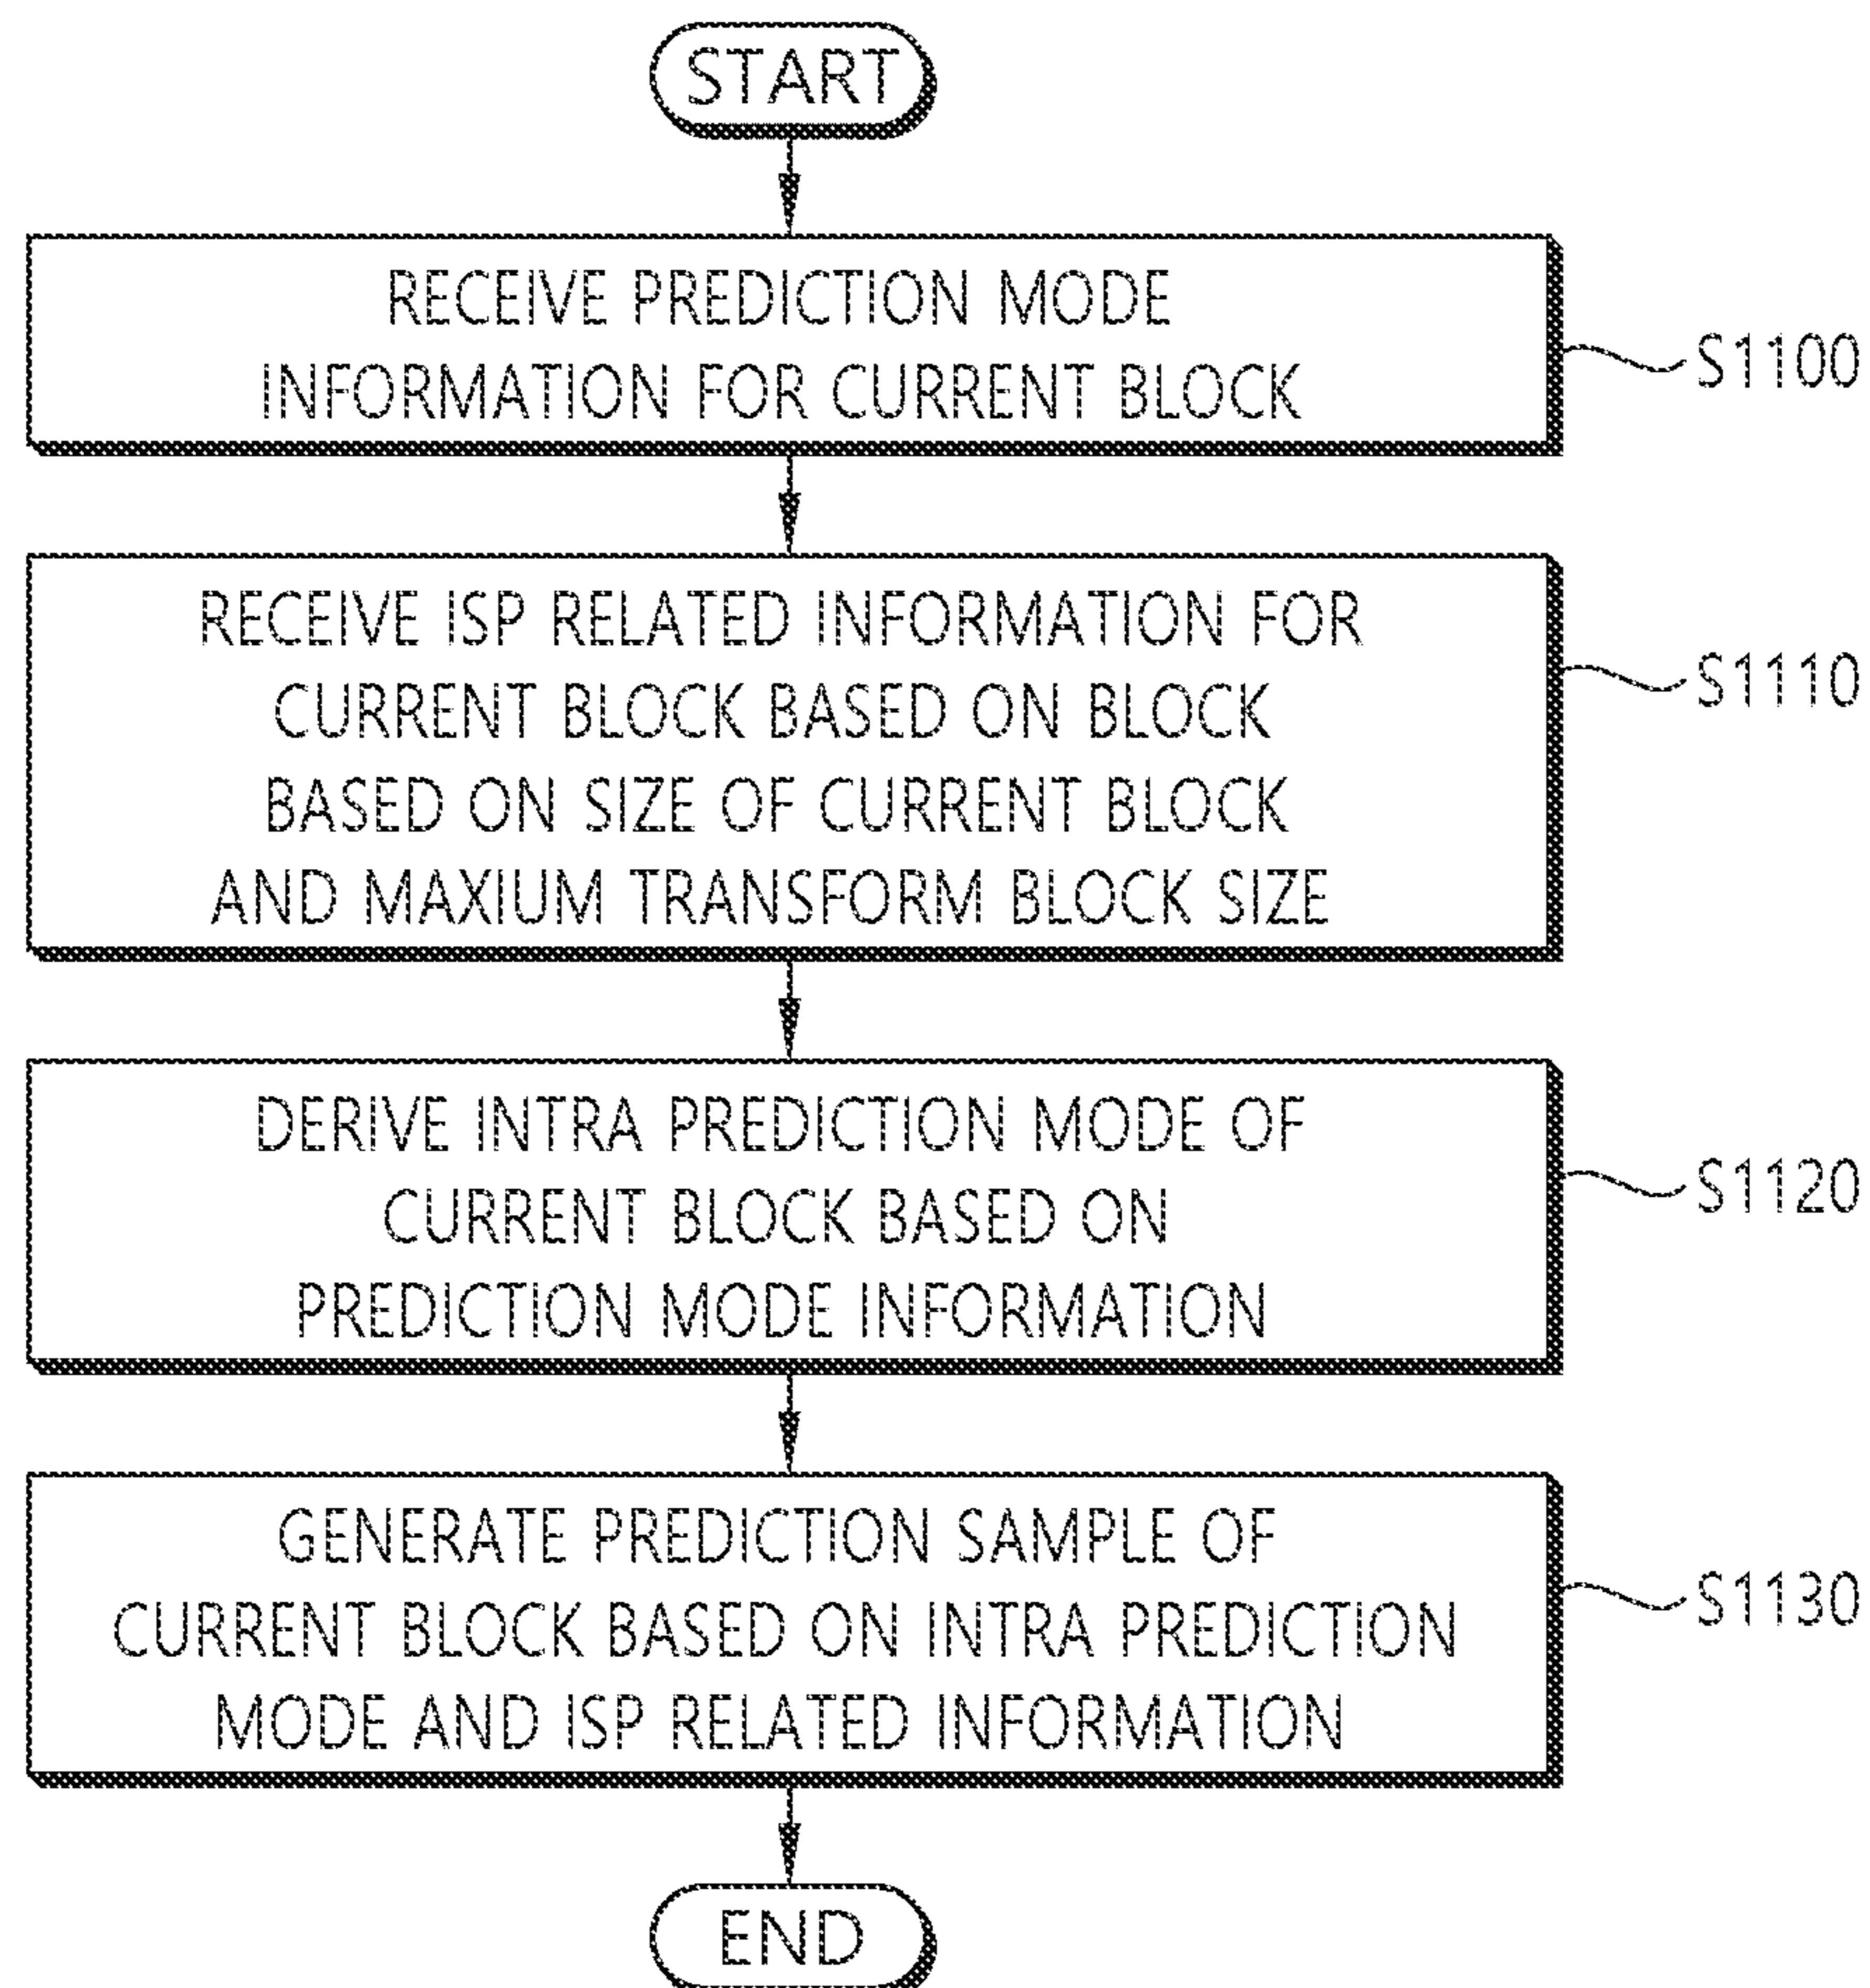 START
RECEIVE PREDICTION MODE
INFORMATION FOR CURRENT BLOCK
S1100
RECEIVE ISP RELATED INFORMATION FOR
CURRENT BLOCK BASED ON BLOCK
BASED ON SIZE OF CURRENT BLOCK
AND MAXIUM TRANSFORM BLOCK SIZE
S1110
DERIVE INTRA PREDICTION MODE OF
CURRENT BLOCK BASED ON
PREDICTION MODE INFORMATION
S1120
GENERATE PREDICTION SAMPLE OF
CURRENT BLOCK BASED ON INTRA PREDICTION
MODE AND ISP RELATED INFORMATION
S1130
END